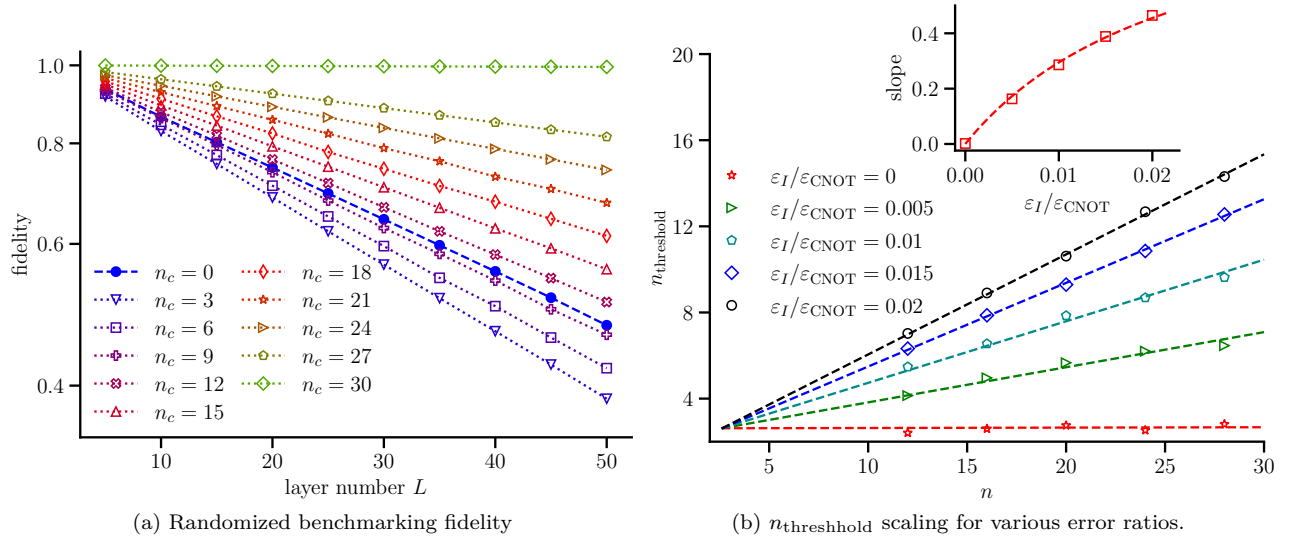 1.0
0.8
0.6
0.4
fidelity
n_c = 0
n_c = 3
n_c = 6
n_c = 9
n_c = 12
n_c = 15
n_c = 18
n_c = 21
n_c = 24
n_c = 27
n_c = 30
10 20 30 40 50
layer number L
(a) Randomized benchmarking fidelity
20
16
12
8
4
n_threshold
ε_I/ε_CNOT = 0
ε_I/ε_CNOT = 0.005
ε_I/ε_CNOT = 0.01
ε_I/ε_CNOT = 0.015
ε_I/ε_CNOT = 0.02
0.4
0.2
0.0
slope
0.00 0.01 0.02
ε_I/ε_CNOT
5 10 15 20 25 30
n
(b) n_threshhold scaling for various error ratios.